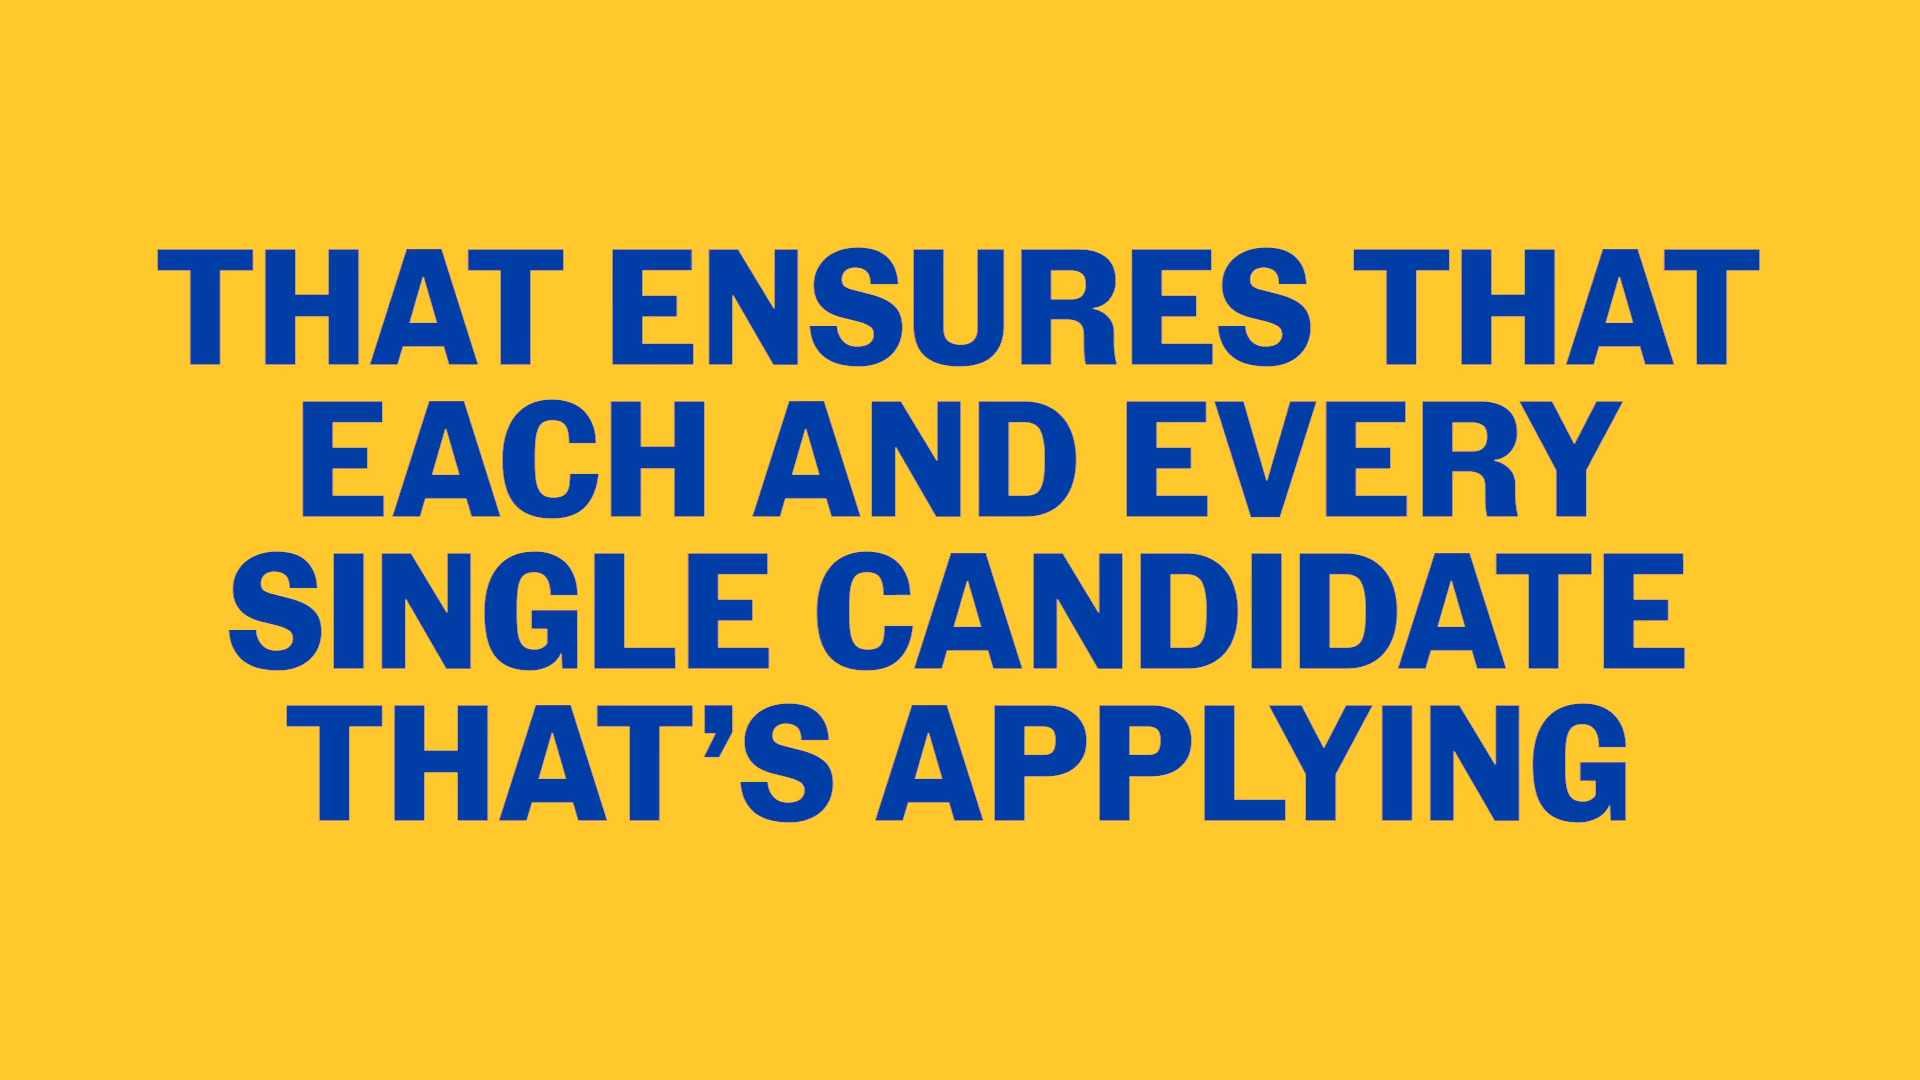 THAT ENSURES THAT
EACH AND EVERY
SINGLE CANDIDATE
THAT’S APPLYING